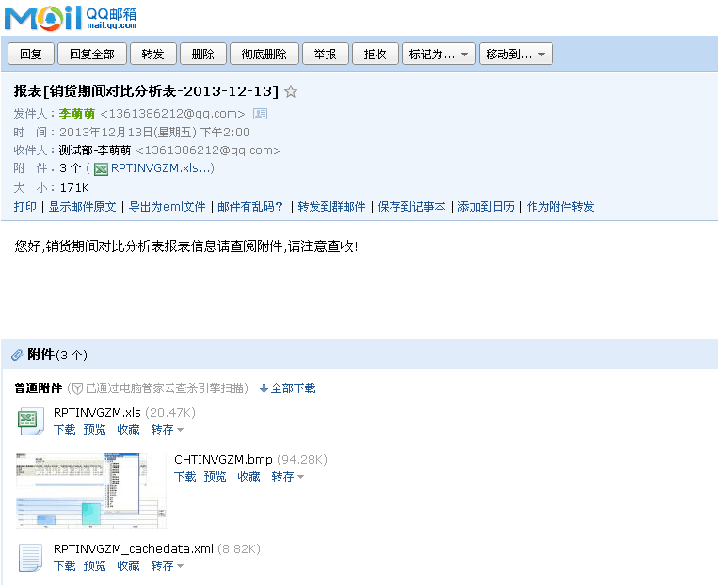 Mail QQ邮箱
mail.qq.com
回复 回复全部 转发 删除 彻底删除 举报 拒收 标记为... 移动到...
报表[销货期间对比分析表-2013-12-13]
发件人：李萌萌 <1361386212@qq.com>
时 间：2013年12月13日(星期五) 下午2:00
收件人：测试部-李萌萌 <1361386212@qq.com>
附 件：3 个 ( RPTINVGZM.xls...)
大 小：171K
打印 | 显示邮件原文 | 导出为eml文件 | 邮件有乱码？ | 转发到群邮件 | 保存到记事本 | 添加到日历 | 作为附件转发
您好,销货期间对比分析表报表信息请查阅附件,请注意查收!
附件(3 个)
普通附件 (已通过电脑管家云查杀引擎扫描) 全部下载
RPTINVGZM.xls (20.47K)
下载 预览 收藏 转存
CHTINVGZM.bmp (94.28K)
下载 预览 收藏 转存
RPTINVGZM_cachedata.xml (8.82K)
下载 预览 收藏 转存